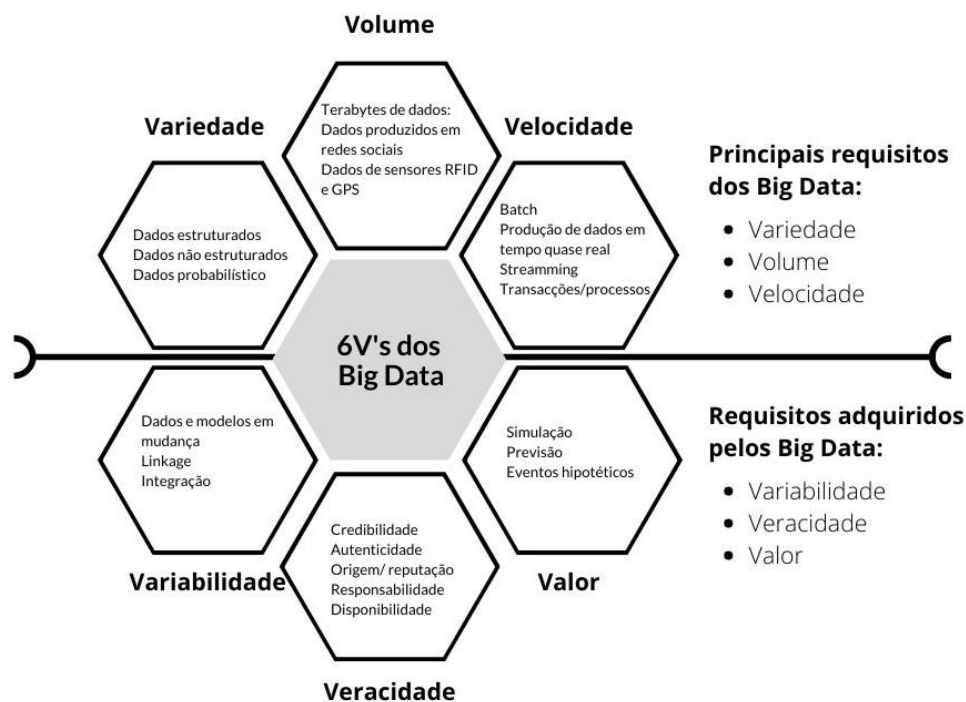 Volume
Terabytes de dados:
Dados produzidos em
redes sociais
Dados de sensores RFID
e GPS
Variedade
Dados estruturados
Dados não estruturados
Dados probabilístico
Velocidade
Batch
Produção de dados em
tempo quase real
Streamming
Transacções/processos
Principais requisitos
dos Big Data:
• Variedade
• Volume
• Velocidade
6V's dos
Big Data
Dados e modelos em
mudança
Linkage
Integração
Variabilidade
Credibilidade
Autenticidade
Origem/ reputação
Responsabilidade
Disponibilidade
Veracidade
Simulação
Previsão
Eventos hipotéticos
Valor
Requisitos adquiridos
pelos Big Data:
• Variabilidade
• Veracidade
• Valor